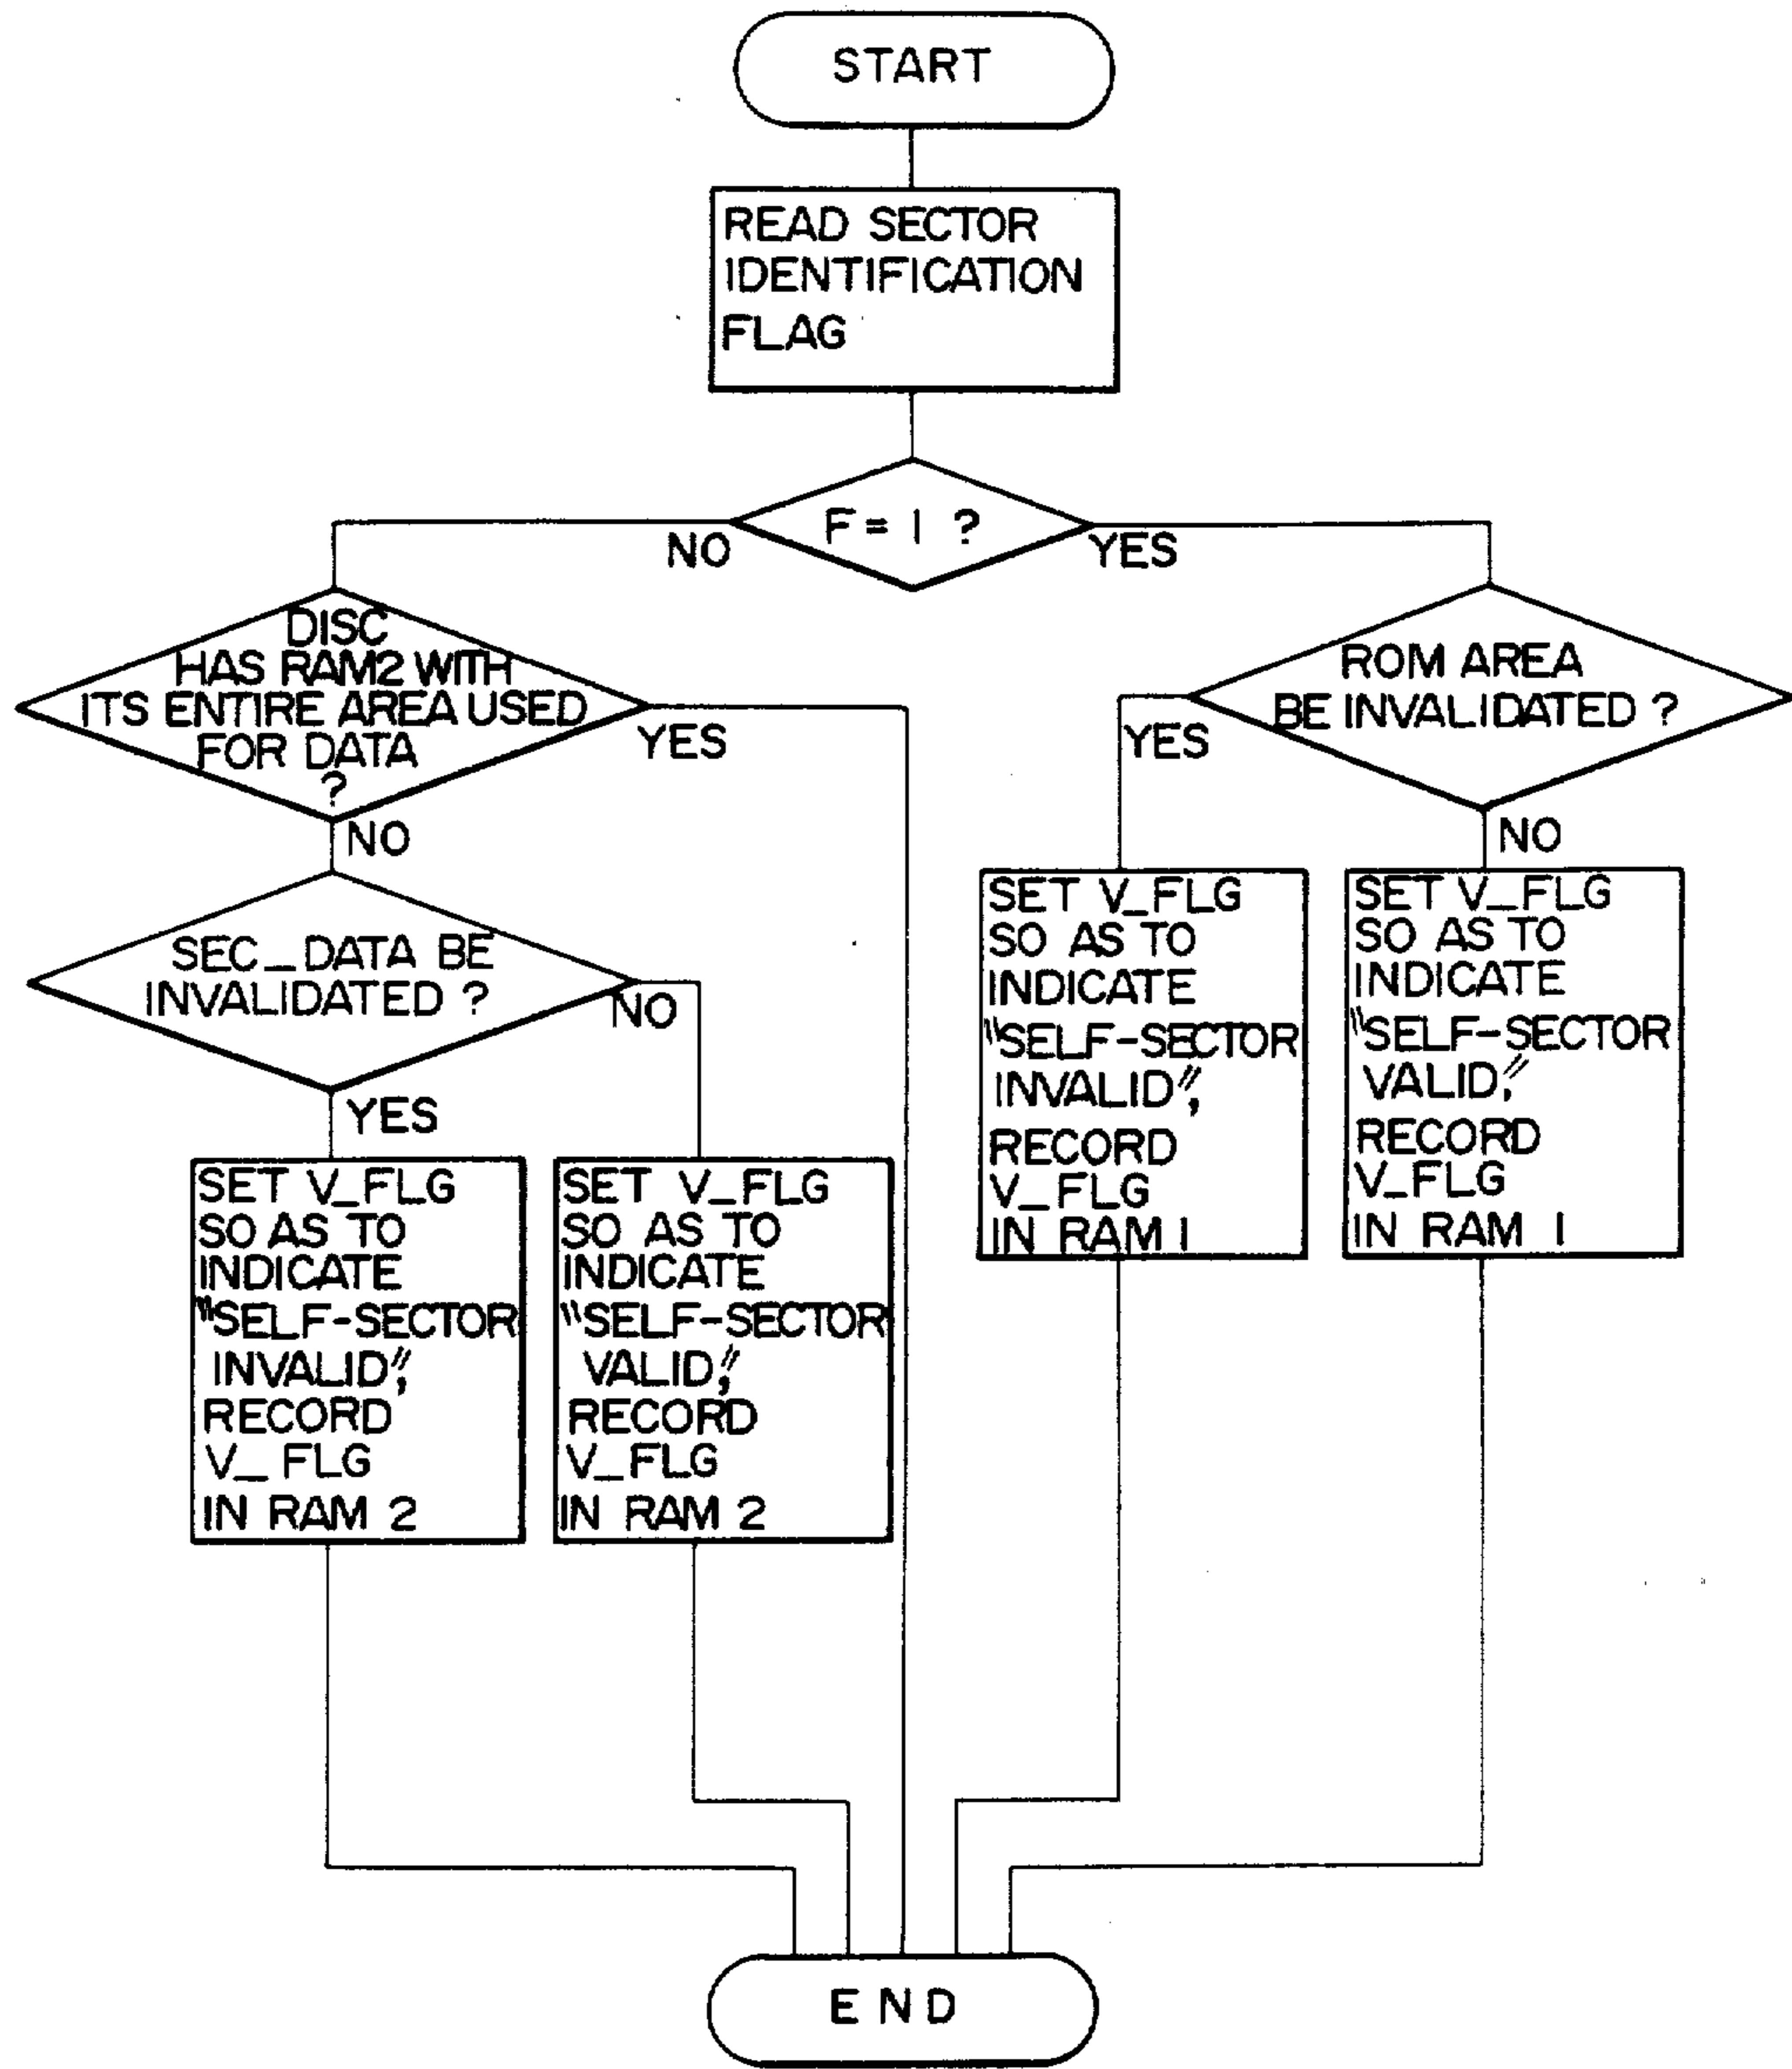 START
READ SECTOR
IDENTIFICATION
FLAG
F = 1 ?
NO
YES
DISC
HAS RAM2 WITH
ITS ENTIRE AREA USED
FOR DATA
?
YES
NO
ROM AREA
BE INVALIDATED ?
YES
NO
SEC_DATA BE
INVALIDATED ?
NO
YES
SET V_FLG
SO AS TO
INDICATE
"SELF-SECTOR
INVALID",
RECORD
V_FLG
IN RAM 1
SET V_FLG
SO AS TO
INDICATE
"SELF-SECTOR
VALID,"
RECORD
V_FLG
IN RAM 1
SET V_FLG
SO AS TO
INDICATE
"SELF-SECTOR
INVALID",
RECORD
V_FLG
IN RAM 2
SET V_FLG
SO AS TO
INDICATE
"SELF-SECTOR
VALID,"
RECORD
V_FLG
IN RAM 2
END